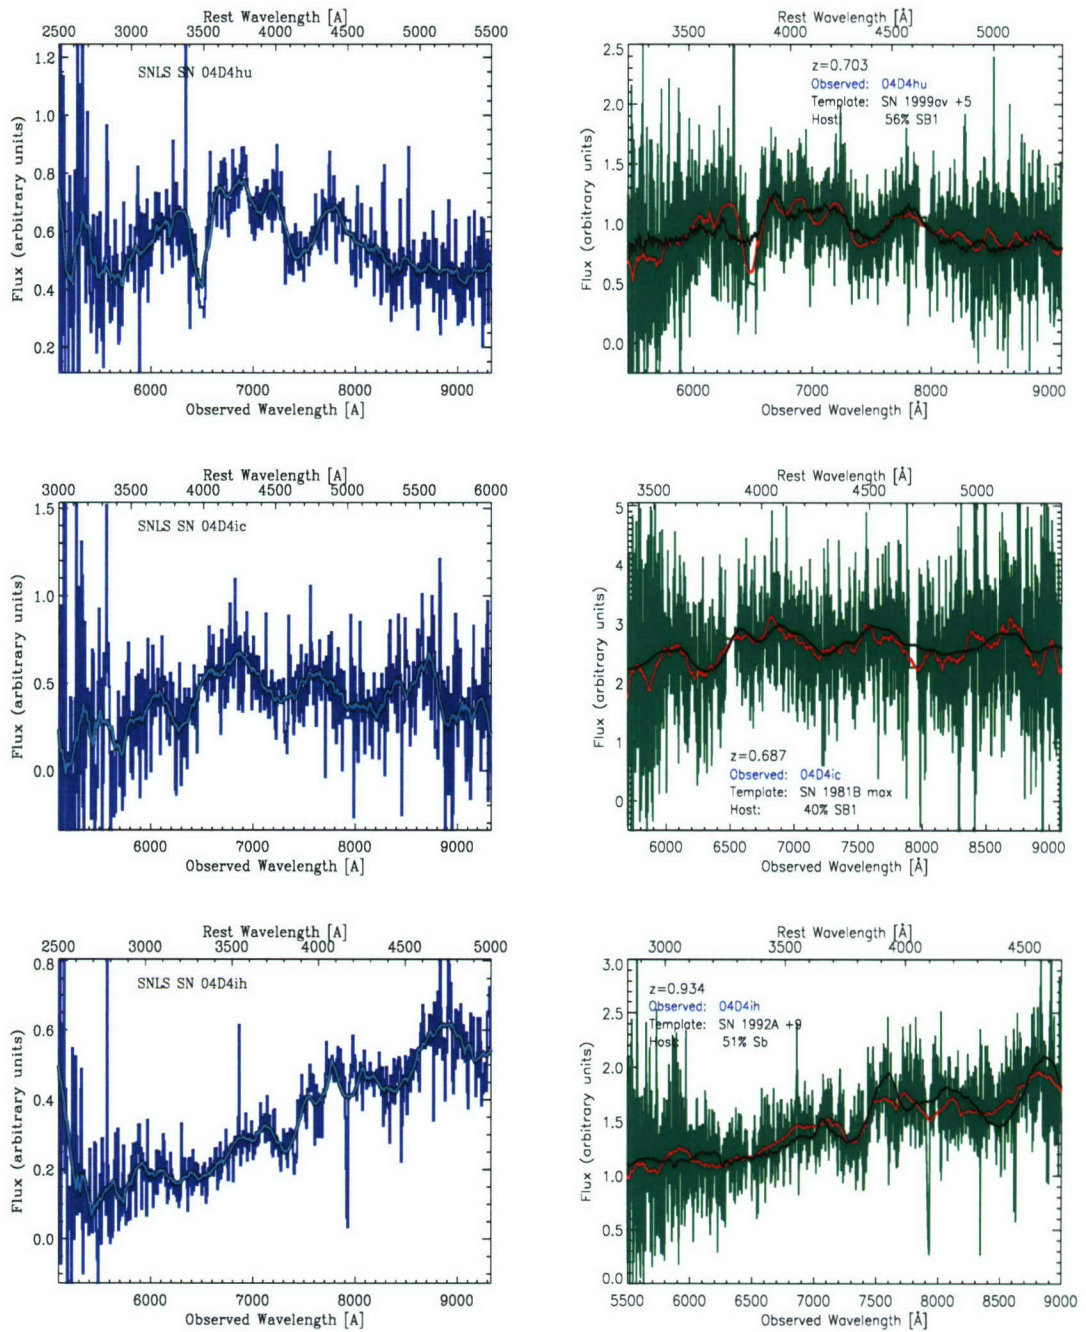 Rest Wavelength [A]
2500 3000 3500 4000 4500 5000 5500
SNLS SN 04D4hu
Flux (arbitrary units)
1.2
1.0
0.8
0.6
0.4
0.2
6000 7000 8000 9000
Observed Wavelength [A]
Rest Wavelength [Å]
3500 4000 4500 5000
z=0.703
Observed: 04D4hu
Template: SN 1999av +5
Host: 56% SB1
Flux (arbitrary units)
2.5
2.0
1.5
1.0
0.5
0.0
6000 7000 8000 9000
Observed Wavelength [Å]
Rest Wavelength [A]
3000 3500 4000 4500 5000 5500 6000
SNLS SN 04D4ic
Flux (arbitrary units)
1.5
1.0
0.5
0.0
6000 7000 8000 9000
Observed Wavelength [A]
Rest Wavelength [Å]
3500 4000 4500 5000
Flux (arbitrary units)
5
4
3
2
1
0
z=0.687
Observed: 04D4ic
Template: SN 1981B max
Host: 40% SB1
6000 6500 7000 7500 8000 8500 9000
Observed Wavelength [Å]
Rest Wavelength [A]
2500 3000 3500 4000 4500 5000
SNLS SN 04D4ih
Flux (arbitrary units)
0.8
0.6
0.4
0.2
0.0
6000 7000 8000 9000
Observed Wavelength [A]
Rest Wavelength [Å]
3000 3500 4000 4500
z=0.934
Observed: 04D4ih
Template: SN 1992A +9
Host: 51% Sb
Flux (arbitrary units)
3.0
2.5
2.0
1.5
1.0
0.5
0.0
5500 6000 6500 7000 7500 8000 8500 9000
Observed Wavelength [Å]